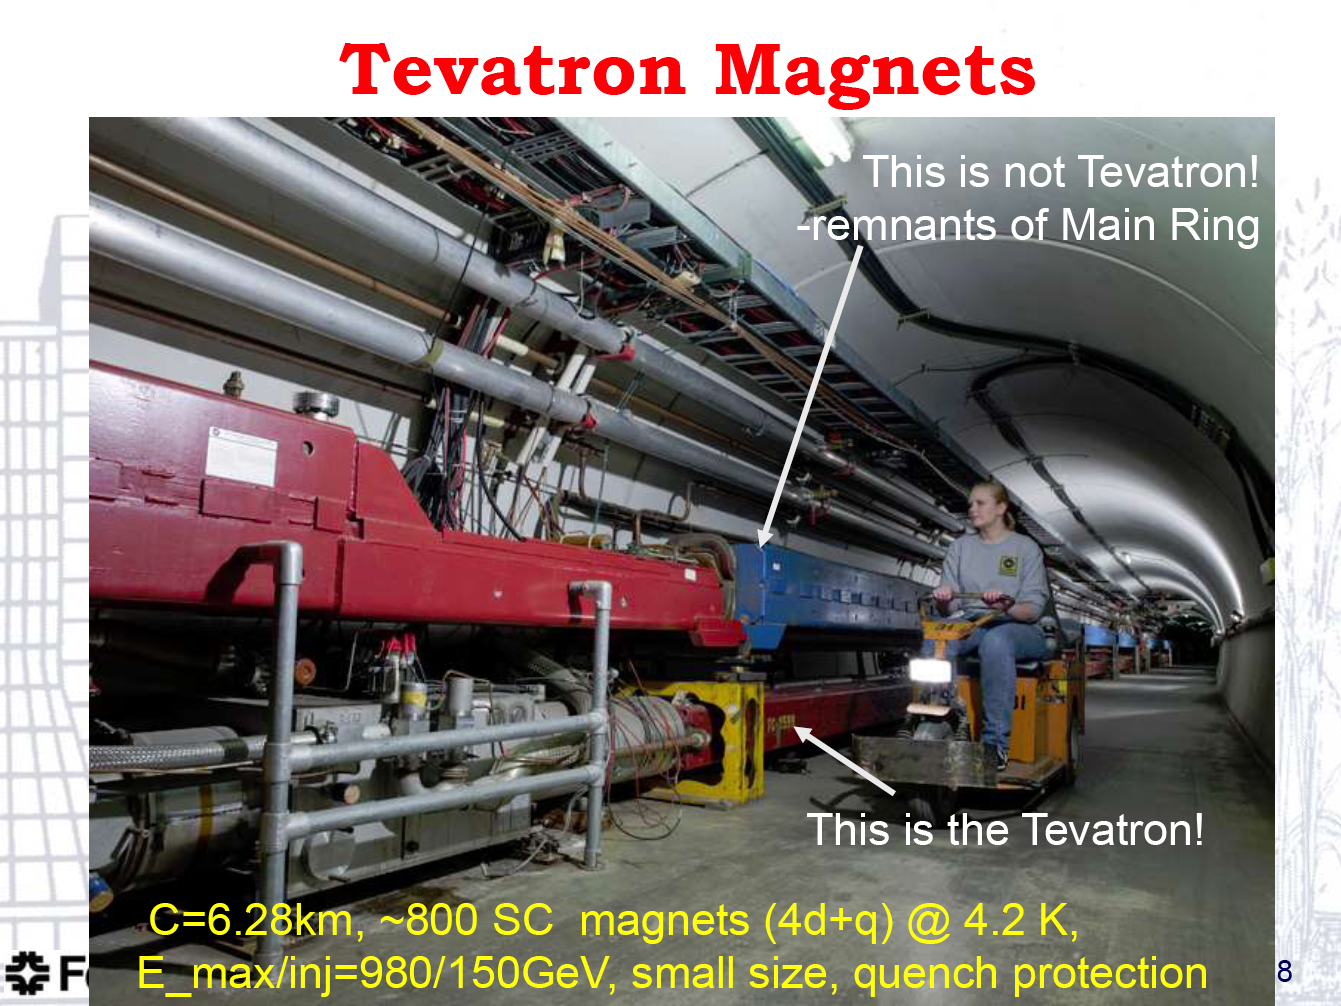 Tevatron Magnets
This is not Tevatron!
-remnants of Main Ring
This is the Tevatron!
C=6.28km, ~800 SC  magnets (4d+q) @ 4.2 K,
E_max/inj=980/150GeV, small size, quench protection
8